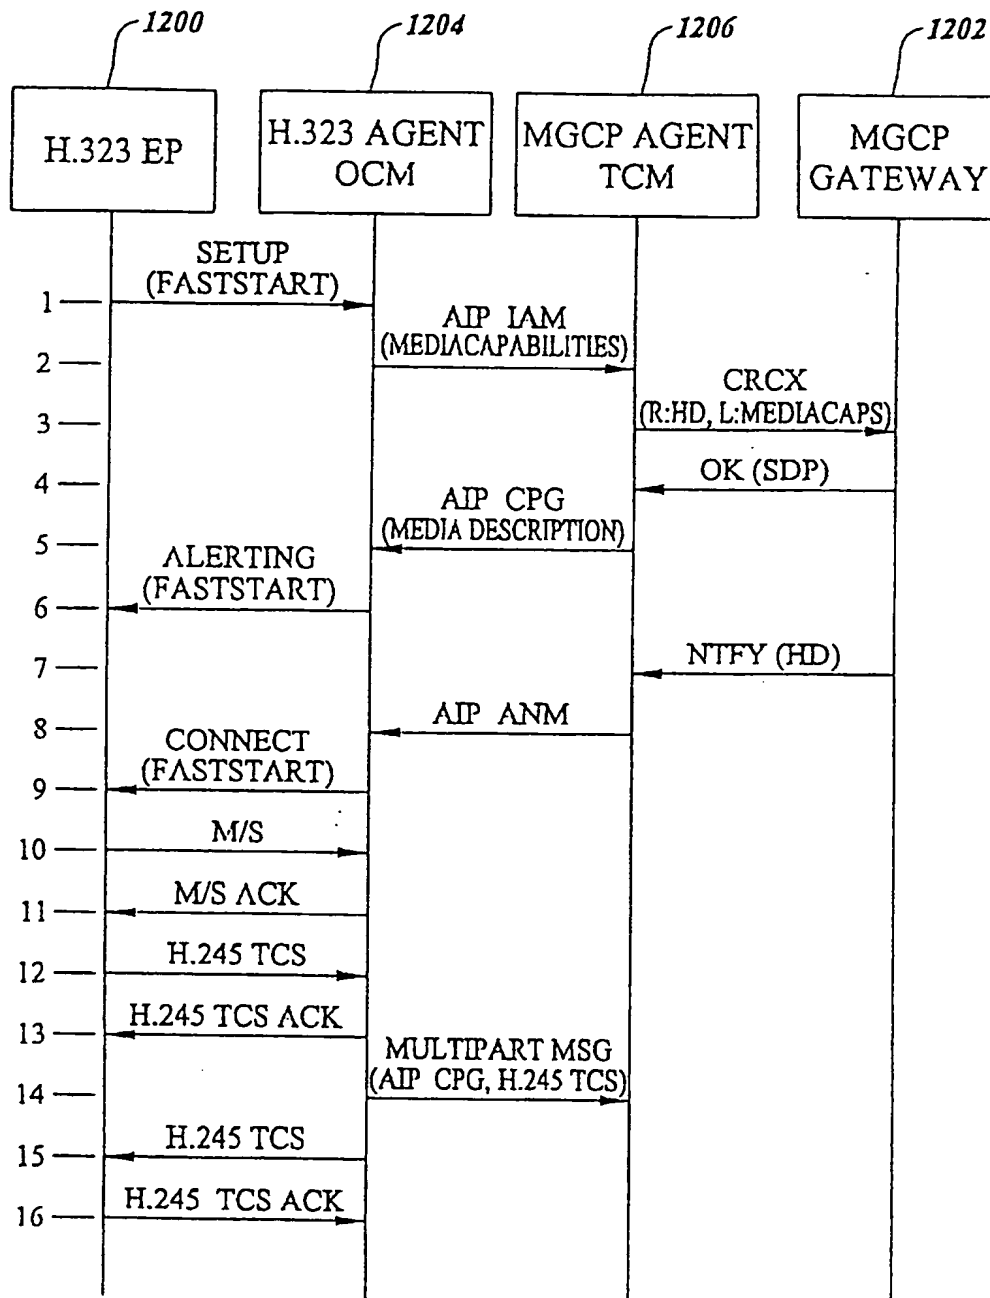 1200
1204
1206
1202
H.323 EP
H.323 AGENT
OCM
MGCP AGENT
TCM
MGCP
GATEWAY
SETUP
(FASTSTART)
1
AIP IAM
(MEDIACAPABILITIES)
2
CRCX
(R:HD, L:MEDIACAPS)
3
OK (SDP)
4
AIP CPG
(MEDIA DESCRIPTION)
5
ALERTING
(FASTSTART)
6
NTFY (HD)
7
AIP ANM
8
CONNECT
(FASTSTART)
9
M/S
10
M/S ACK
11
H.245 TCS
12
H.245 TCS ACK
13
MULTIPART MSG
(AIP CPG, H.245 TCS)
14
H.245 TCS
15
H.245 TCS ACK
16